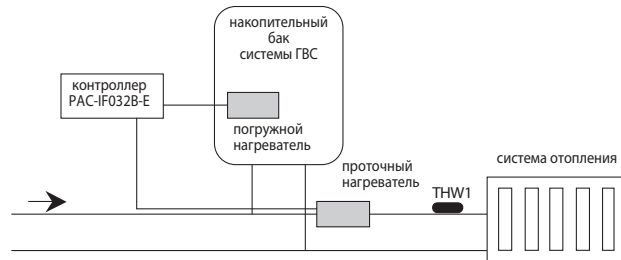 накопительный
бак
системы ГВС
контроллер
PAC-IF032B-E
погружной
нагреватель
проточный
нагреватель
THW1
система отопления